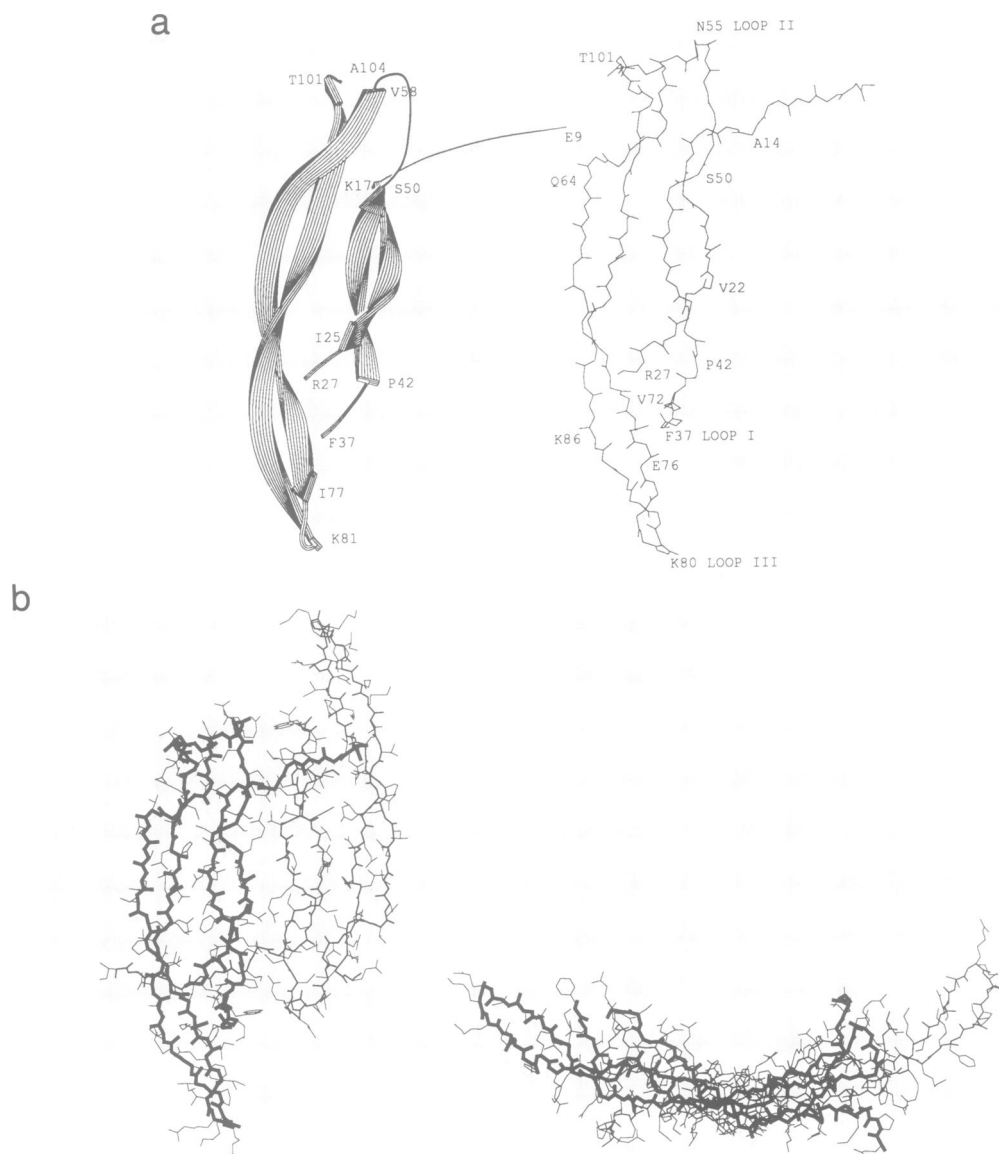 a
N55 LOOP II
T101
A104
V58
T101
E9
A14
K17
S50
Q64
S50
V22
I25
R27
P42
P42
R27
V72
F37
K86
F37 LOOP I
E76
I77
K81
K80 LOOP III
b